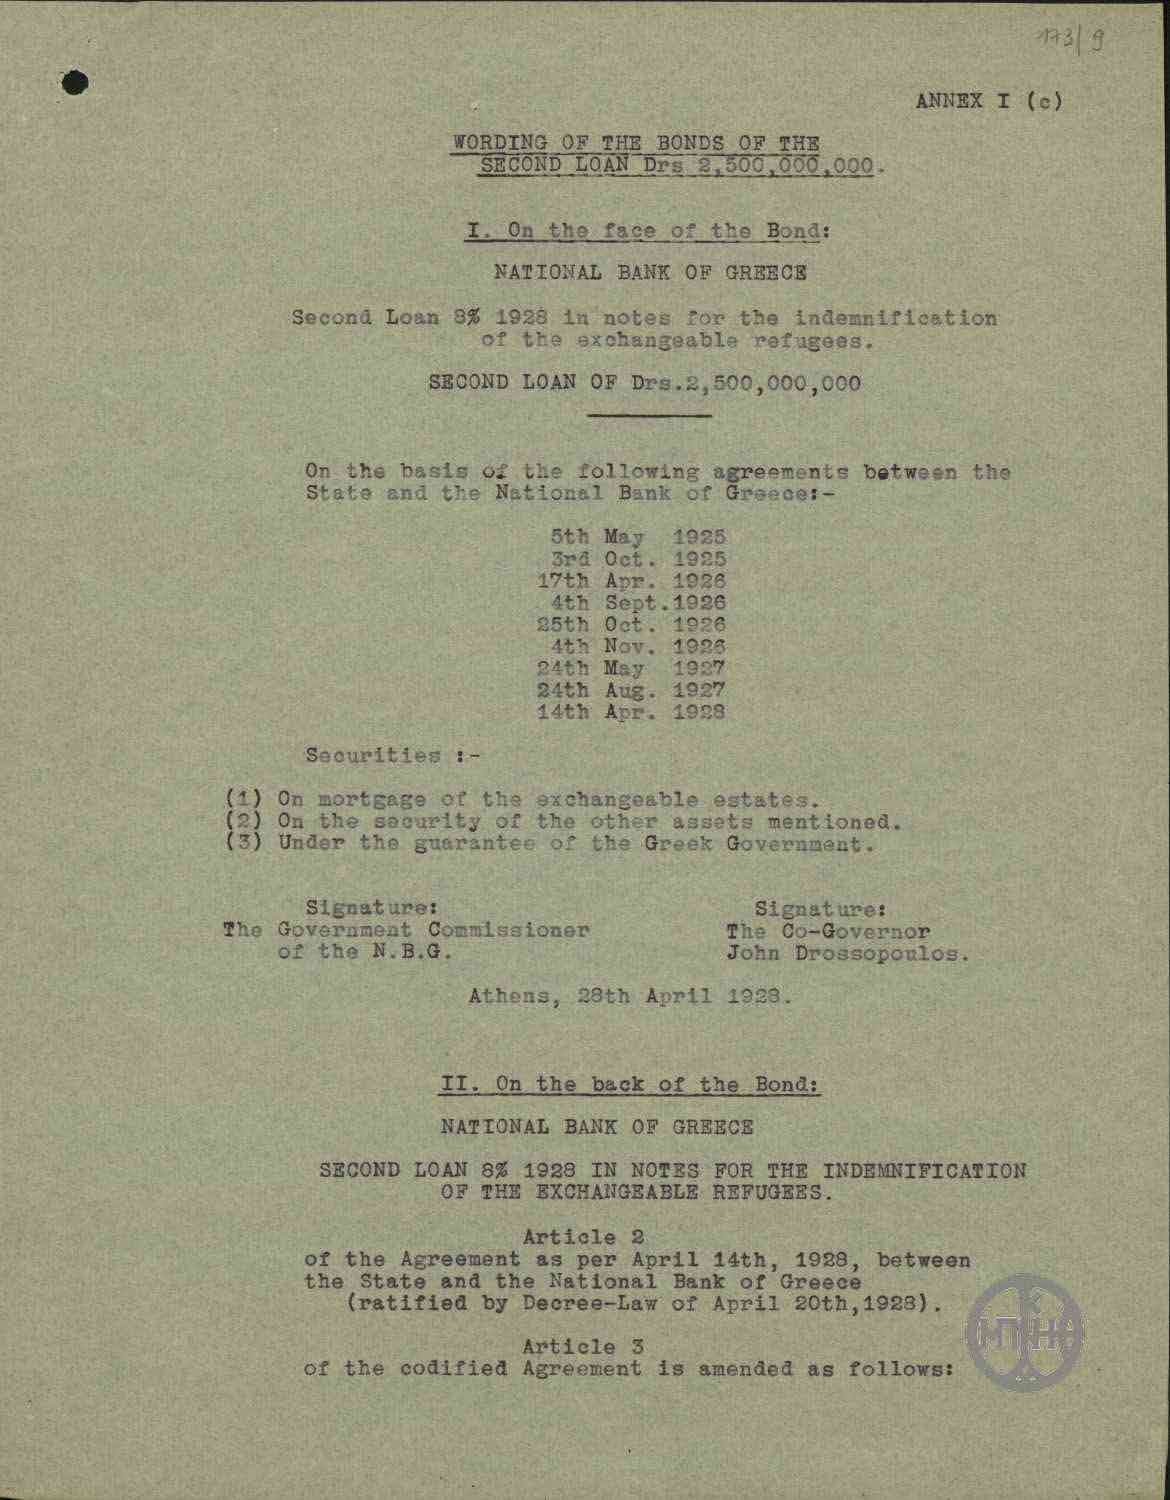 173/9
ANNEX I (c)
WORDING OF THE BONDS OF THE
SECOND LOAN Drs 2,500,000,000.
I. On the face of the Bond:
NATIONAL BANK OF GREECE
Second Loan 8% 1928 in notes for the indemnification
of the exchangeable refugees.
SECOND LOAN OF Drs.2,500,000,000
On the basis of the following agreements between the
State and the National Bank of Greece:-
5th May 1925
3rd Oct. 1925
17th Apr. 1926
4th Sept.1926
25th Oct. 1926
4th Nov. 1926
24th May 1927
24th Aug. 1927
14th Apr. 1928
Securities :-
(1) On mortgage of the exchangeable estates.
(2) On the security of the other assets mentioned.
(3) Under the guarantee of the Greek Government.
Signature: Signature:
The Government Commissioner The Co-Governor
of the N.B.G. John Drossopoulos.
Athens, 28th April 1928.
II. On the back of the Bond:
NATIONAL BANK OF GREECE
SECOND LOAN 8% 1928 IN NOTES FOR THE INDEMNIFICATION
OF THE EXCHANGEABLE REFUGEES.
Article 2
of the Agreement as per April 14th, 1928, between
the State and the National Bank of Greece
(ratified by Decree-Law of April 20th,1928).
Article 3
of the codified Agreement is amended as follows: